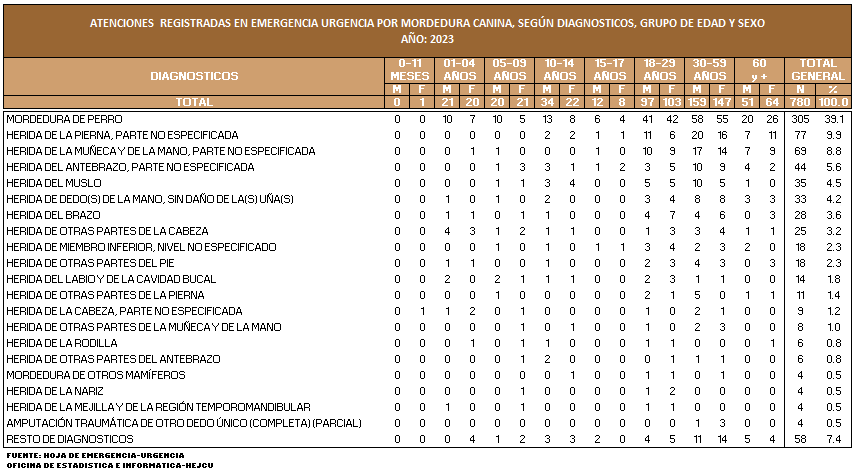 ATENCIONES REGISTRADAS EN EMERGENCIA URGENCIA POR MORDEDURA CANINA, SEGÚN DIAGNOSTICOS, GRUPO DE EDAD Y SEXO
AÑO: 2023
DIAGNOSTICOS 0-11 MESES 01-04 AÑOS 05-09 AÑOS 10-14 AÑOS 15-17 AÑOS 18-29 AÑOS 30-59 AÑOS 60 y + TOTAL GENERAL
M F M F M F M F M F M F M F M F N %
TOTAL 0 1 21 20 20 21 34 22 12 8 97 103 159 147 51 64 780 100.0
MORDEDURA DE PERRO 0 0 10 7 10 5 13 8 6 4 41 42 58 55 20 26 305 39.1
HERIDA DE LA PIERNA, PARTE NO ESPECIFICADA 0 0 0 0 0 0 2 2 1 1 11 6 20 16 7 11 77 9.9
HERIDA DE LA MUÑECA Y DE LA MANO, PARTE NO ESPECIFICADA 0 0 0 1 1 0 0 0 0 1 10 9 17 14 7 9 69 8.8
HERIDA DEL ANTEBRAZO, PARTE NO ESPECIFICADA 0 0 0 0 1 3 3 1 1 2 3 5 10 9 4 2 44 5.6
HERIDA DEL MUSLO 0 0 0 0 0 1 3 4 0 0 5 5 10 5 1 0 35 4.5
HERIDA DE DEDO(S) DE LA MANO, SIN DAÑO DE LA(S) UÑA(S) 0 0 1 0 1 0 2 0 0 0 3 4 8 8 3 3 33 4.2
HERIDA DEL BRAZO 0 0 1 1 0 1 1 0 0 0 4 7 4 6 0 3 28 3.6
HERIDA DE OTRAS PARTES DE LA CABEZA 0 0 4 3 1 2 1 1 0 0 1 3 3 4 1 1 25 3.2
HERIDA DE MIEMBRO INFERIOR, NIVEL NO ESPECIFICADO 0 0 0 0 0 1 0 0 1 1 3 4 2 3 2 0 18 2.3
HERIDA DE OTRAS PARTES DEL PIE 0 0 1 1 0 0 1 0 0 0 2 3 4 3 0 3 18 2.3
HERIDA DEL LABIO Y DE LA CAVIDAD BUCAL 0 0 2 0 2 1 1 1 0 0 2 3 1 1 0 0 14 1.8
HERIDA DE OTRAS PARTES DE LA PIERNA 0 0 0 0 0 1 0 0 0 0 2 1 5 0 1 1 11 1.4
HERIDA DE LA CABEZA, PARTE NO ESPECIFICADA 0 1 1 2 0 0 1 0 0 0 1 0 2 1 0 0 9 1.2
HERIDA DE OTRAS PARTES DE LA MUÑECA Y DE LA MANO 0 0 0 0 0 1 0 1 0 0 1 0 2 3 0 0 8 1.0
HERIDA DE LA RODILLA 0 0 0 1 0 1 1 0 0 0 1 0 1 0 0 1 6 0.8
HERIDA DE OTRAS PARTES DEL ANTEBRAZO 0 0 0 0 0 1 2 0 0 0 0 1 1 1 0 0 6 0.8
MORDEDURA DE OTROS MAMÍFEROS 0 0 0 0 0 0 0 1 0 0 1 1 0 1 0 0 4 0.5
HERIDA DE LA NARIZ 0 0 0 0 0 1 0 0 0 0 1 2 0 0 0 0 4 0.5
HERIDA DE LA MEJILLA Y DE LA REGIÓN TEMPOROMANDIBULAR 0 0 1 0 1 0 0 0 0 0 1 1 0 0 0 0 4 0.5
AMPUTACIÓN TRAUMÁTICA DE OTRO DEDO ÚNICO (COMPLETA) (PARCIAL) 0 0 0 0 0 0 0 0 0 0 0 0 1 3 0 0 4 0.5
RESTO DE DIAGNOSTICOS 0 0 0 4 1 2 3 3 2 0 4 5 11 14 5 4 58 7.4
FUENTE: HOJA DE EMERGENCIA-URGENCIA
OFICINA DE ESTADISTICA E INFORMATICA-HEJCU